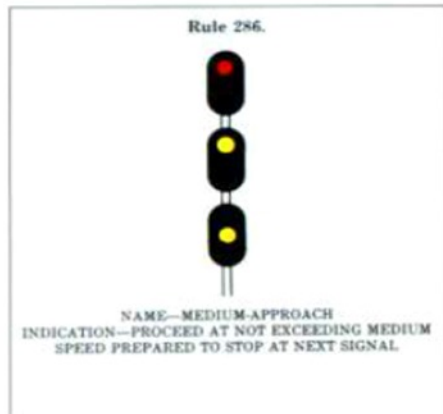 Rule 286.
NAME—MEDIUM-APPROACH
INDICATION—PROCEED AT NOT EXCEEDING MEDIUM
SPEED PREPARED TO STOP AT NEXT SIGNAL